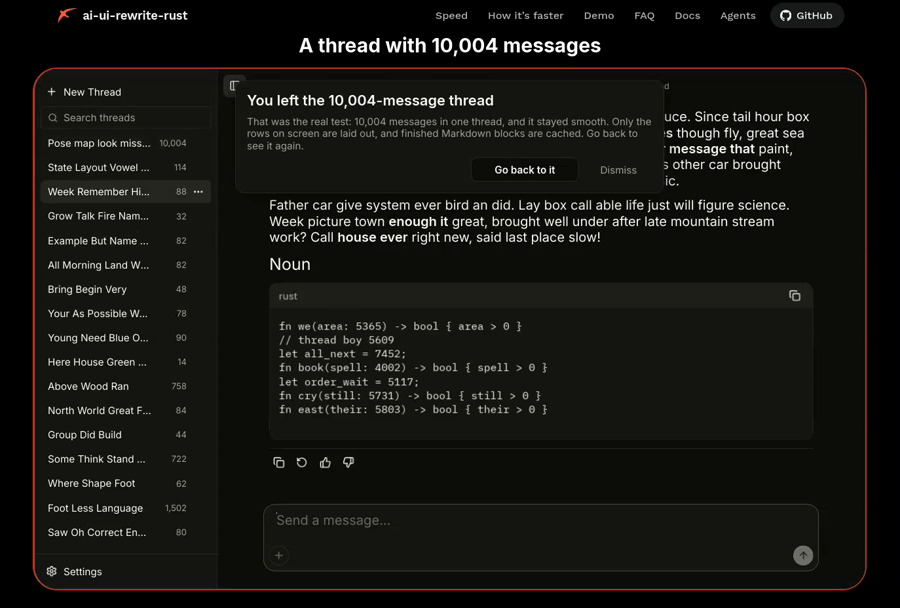 ai-ui-rewrite-rust
Speed
How it's faster
Demo
FAQ
Docs
Agents
GitHub
A thread with 10,004 messages
New Thread
Search threads
Pose map look miss... 10,004
State Layout Vowel ... 114
Week Remember Hi... 88
Grow Talk Fire Nam... 32
Example But Name ... 82
All Morning Land W... 82
Bring Begin Very 48
Your As Possible W... 78
Young Need Blue O... 90
Here House Green ... 14
Above Wood Ran 758
North World Great F... 84
Group Did Build 44
Some Think Stand ... 722
Where Shape Foot 62
Foot Less Language 1,502
Saw Oh Correct En... 80
Settings
You left the 10,004-message thread
That was the real test: 10,004 messages in one thread, and it stayed smooth. Only the
rows on screen are laid out, and finished Markdown blocks are cached. Go back to
see it again.
Go back to it
Dismiss
. Since tail hour box
though fly, great sea
message that paint,
other car brought
Father car give system ever bird an did. Lay box call able life just will figure science.
Week picture town enough it great, brought well under after late mountain stream
work? Call house ever right new, said last place slow!
Noun
rust
fn we(area: 5365) -> bool { area > 0 }
// thread boy 5609
let all_next = 7452;
fn book(spell: 4002) -> bool { spell > 0 }
let order_wait = 5117;
fn cry(still: 5731) -> bool { still > 0 }
fn east(their: 5803) -> bool { their > 0 }
Send a message...